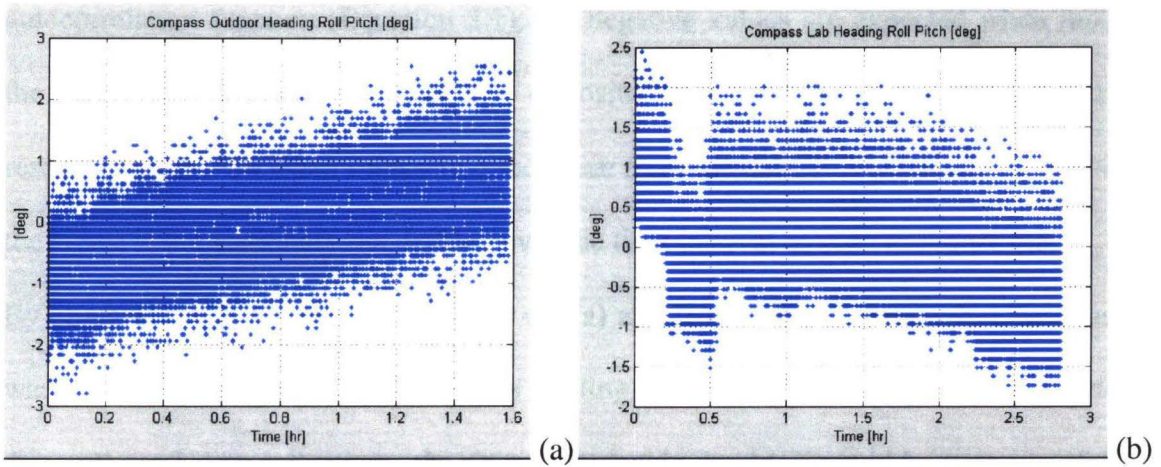 Compass Outdoor Heading Roll Pitch [deg]
3
2
1
0
-1
-2
-3
[deg]
0 0.2 0.4 0.6 0.8 1 1.2 1.4 1.6
Time [hr]
(a)
Compass Lab Heading Roll Pitch [deg]
2.5
2
1.5
1
0.5
0
-0.5
-1
-1.5
-2
[deg]
0 0.5 1 1.5 2 2.5 3
Time [hr]
(b)